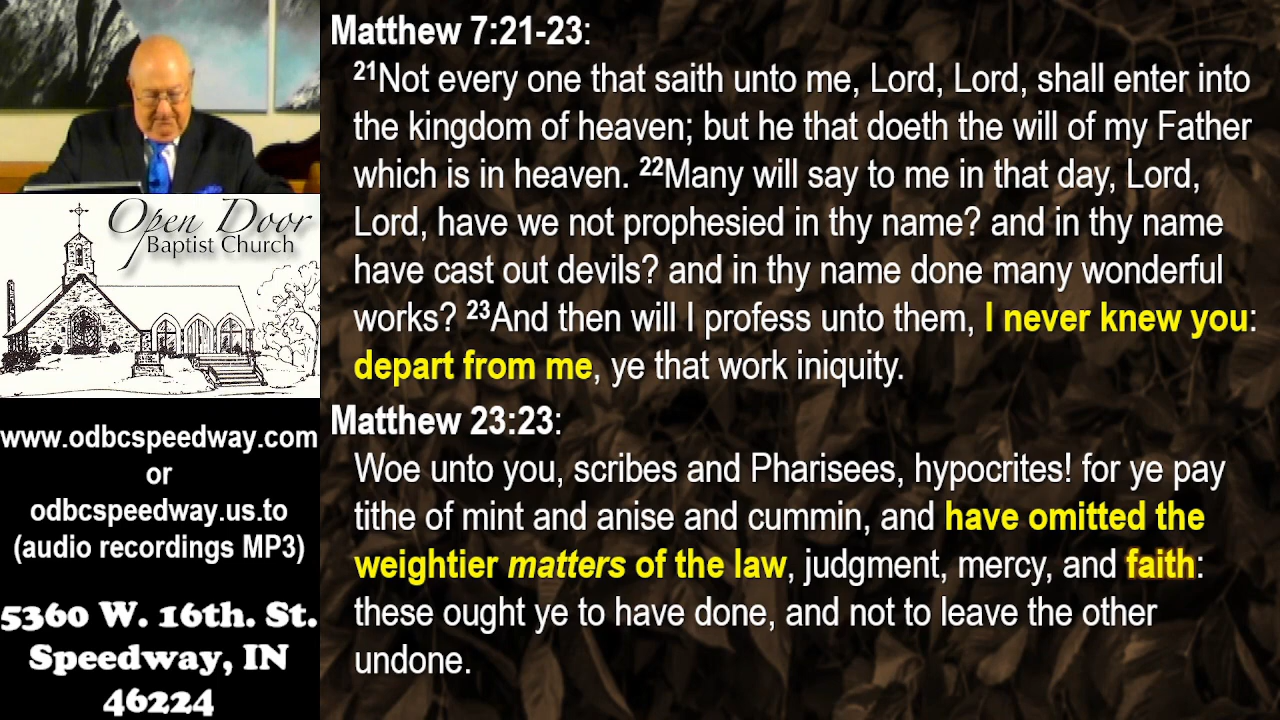 Matthew 7:21-23:
21Not every one that saith unto me, Lord, Lord, shall enter into
the kingdom of heaven; but he that doeth the will of my Father
which is in heaven. 22Many will say to me in that day, Lord,
Lord, have we not prophesied in thy name? and in thy name
have cast out devils? and in thy name done many wonderful
works? 23And then will I profess unto them, I never knew you:
depart from me, ye that work iniquity.
Matthew 23:23:
Woe unto you, scribes and Pharisees, hypocrites! for ye pay
tithe of mint and anise and cummin, and have omitted the
weightier matters of the law, judgment, mercy, and faith:
these ought ye to have done, and not to leave the other
undone.
Open Door
Baptist Church
www.odbcspeedway.com
or
odbcspeedway.us.to
(audio recordings MP3)
5360 W. 16th. St.
Speedway, IN
46224